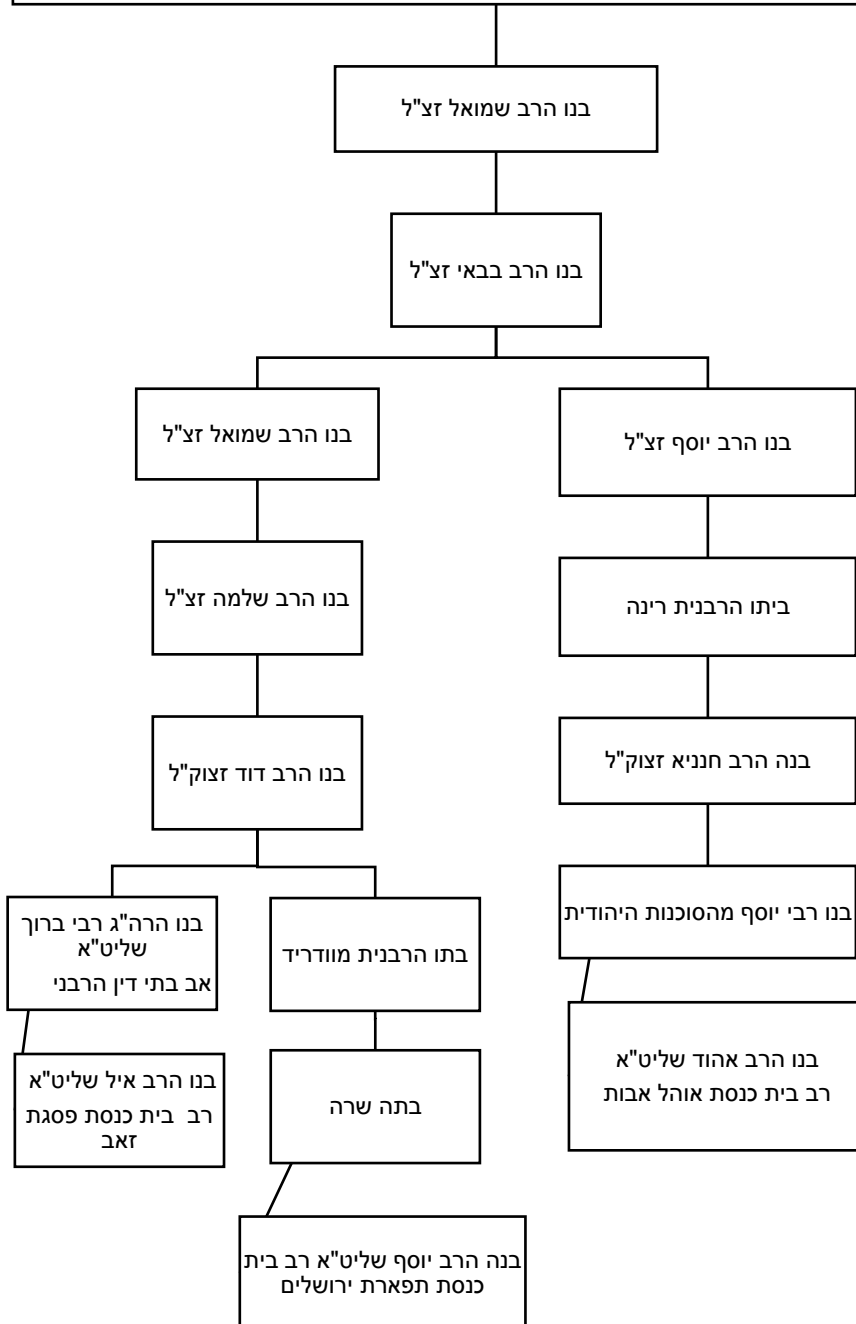 בנו הרב שמואל זצ"ל
בנו הרב בבאי זצ"ל
בנו הרב יוסף זצ"ל
בנו הרב שמואל זצ"ל
ביתו הרבנית רינה
בנו הרב שלמה זצ"ל
בנה הרב חנניא זצוק"ל
בנו הרב דוד זצוק"ל
בנו רבי יוסף מהסוכנות היהודית
בתו הרבנית מוודריד
בנו הרה"ג רבי ברוך
שליט"א
אב בתי דין הרבני
בנו הרב אהוד שליט"א
רב בית כנסת אוהל אבות
בתה שרה
בנו הרב איל שליט"א
רב בית כנסת פסגת
זאב
בנה הרב יוסף שליט"א רב בית
כנסת תפארת ירושלים